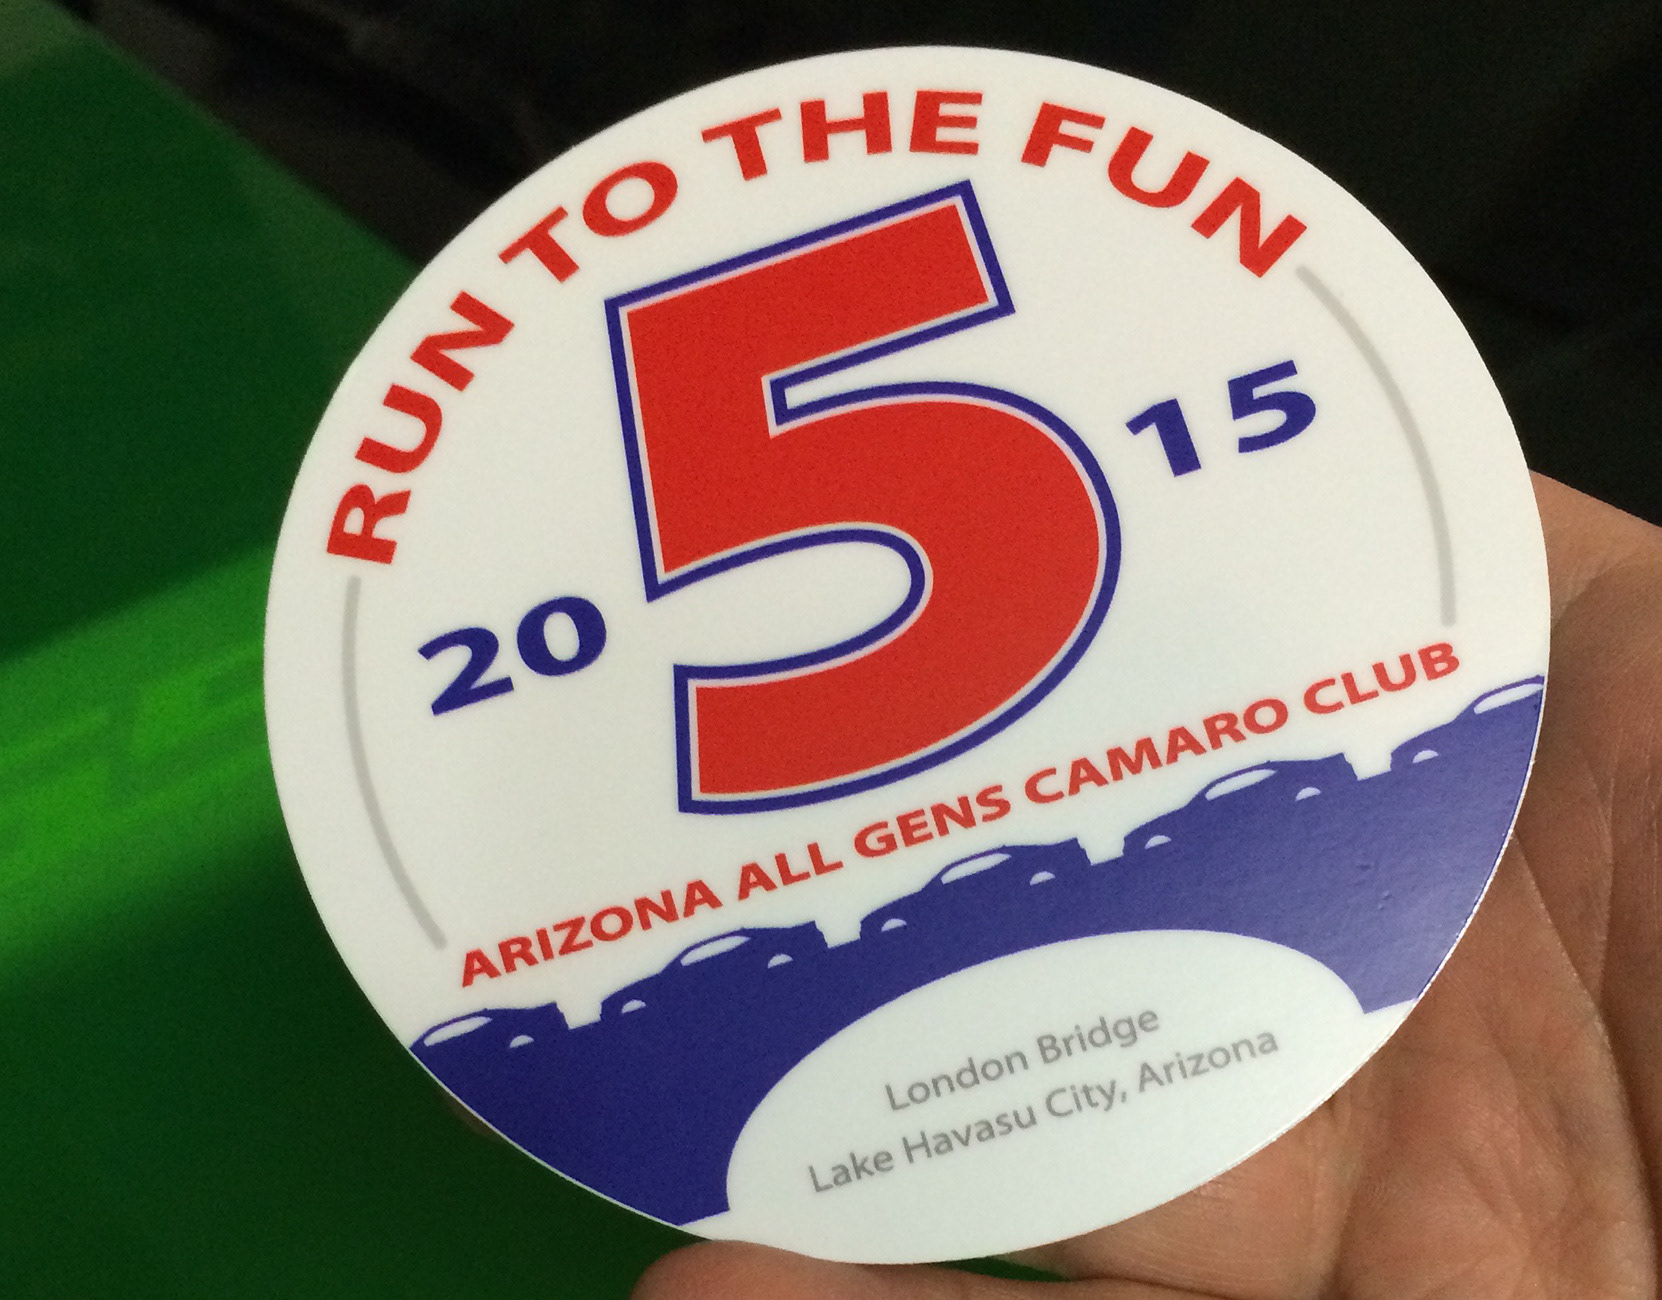 RUN TO THE FUN
20 5 15
ARIZONA ALL GENS CAMARO CLUB
London Bridge
Lake Havasu City, Arizona